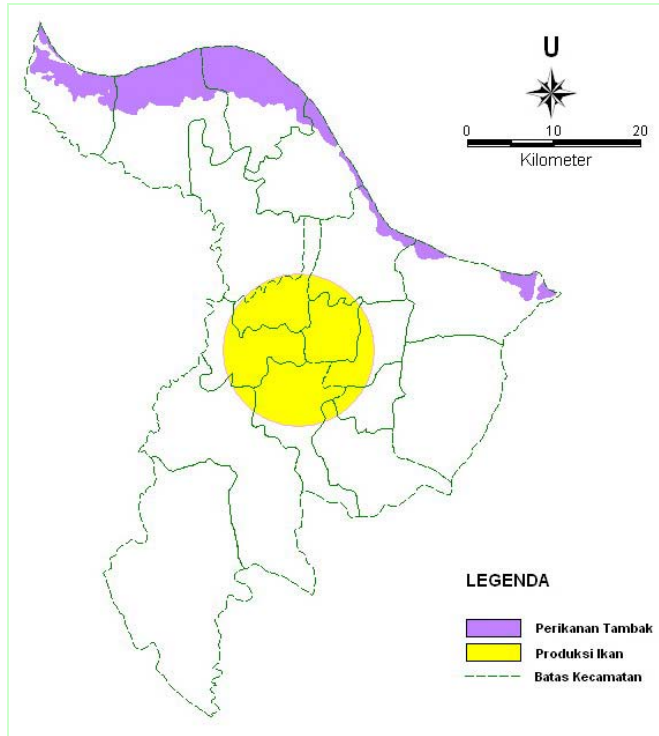 U
0 10 20
Kilometer
LEGENDA
Perikanan Tambak
Produksi Ikan
Batas Kecamatan